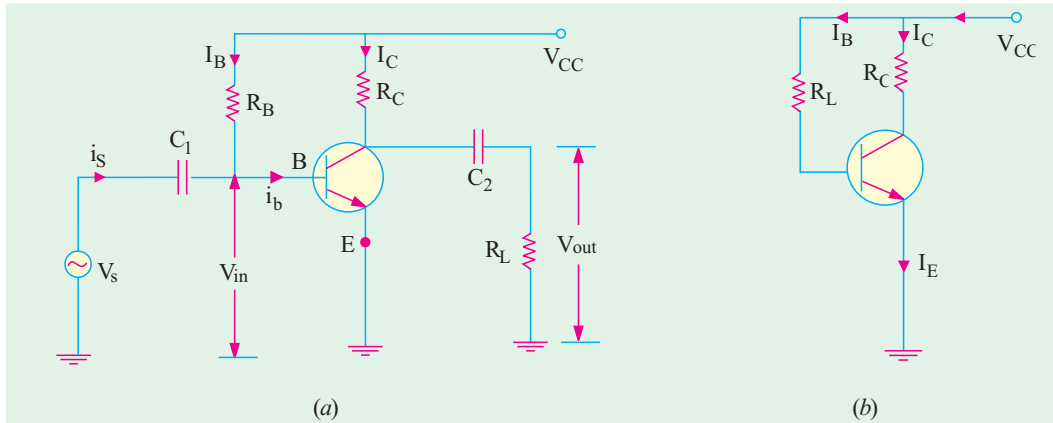 I_B
I_C
V_CC
R_B
R_C
C_1
i_S
B
i_b
C_2
E
V_s
V_in
R_L
V_out
(a)
I_B
I_C
V_CC
R_L
R_C
I_E
(b)